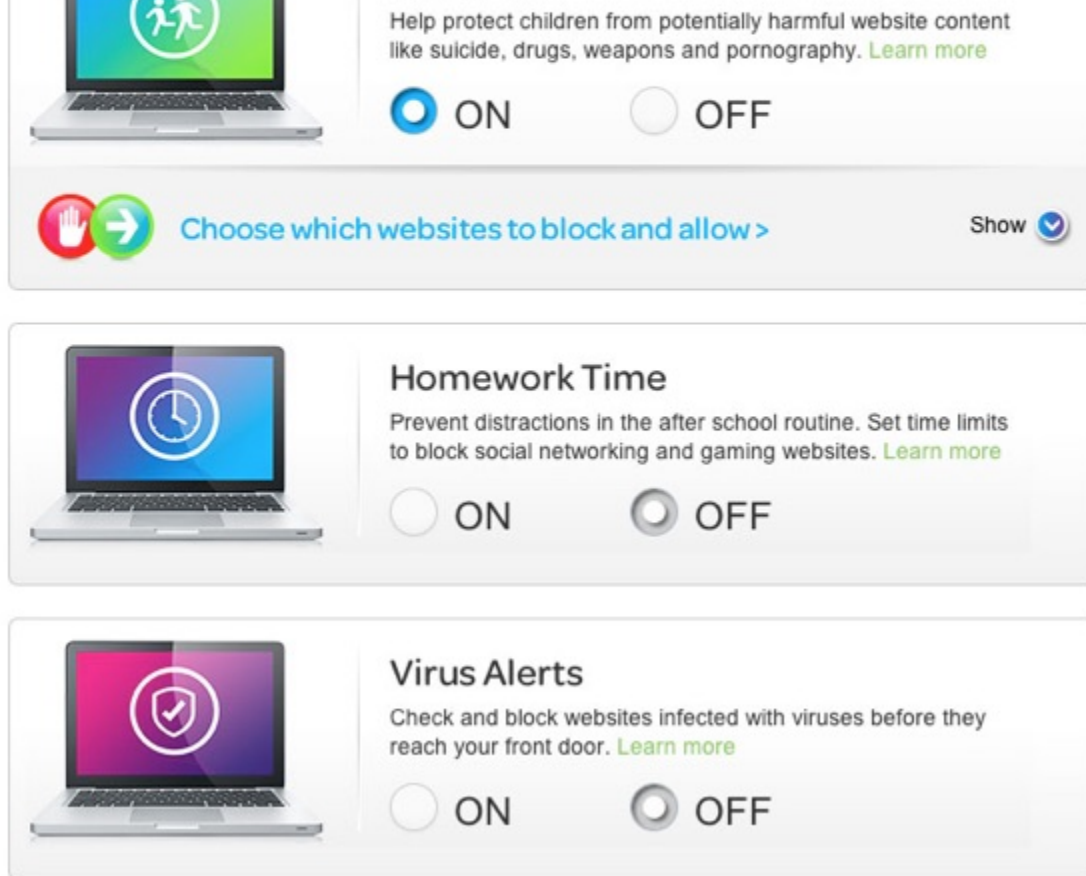 Help protect children from potentially harmful website content
like suicide, drugs, weapons and pornography. Learn more
ON OFF
Choose which websites to block and allow > Show
Homework Time
Prevent distractions in the after school routine. Set time limits
to block social networking and gaming websites. Learn more
ON OFF
Virus Alerts
Check and block websites infected with viruses before they
reach your front door. Learn more
ON OFF